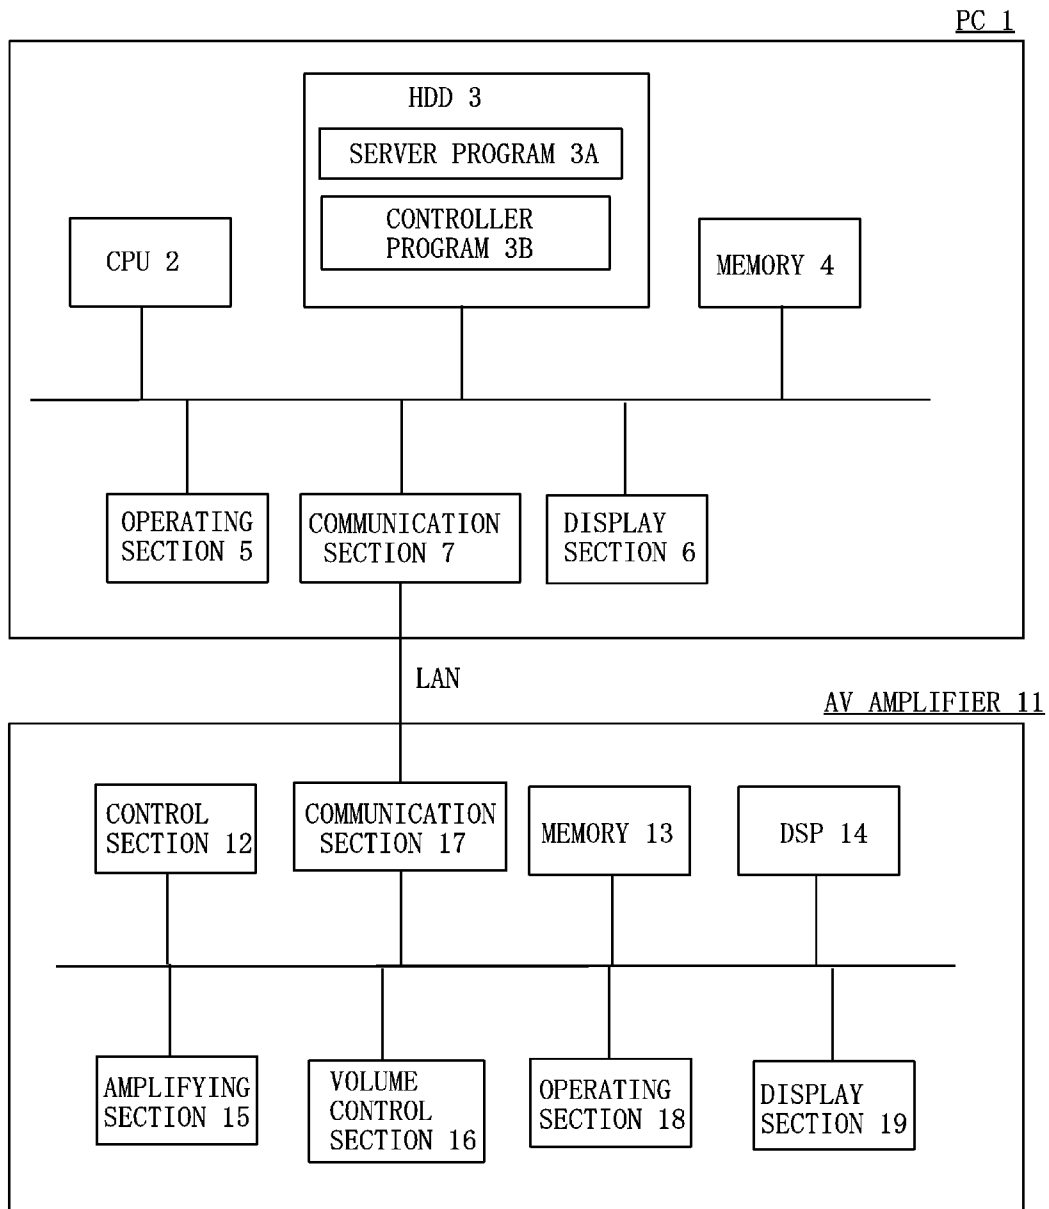 PC 1
HDD 3
SERVER PROGRAM 3A
CONTROLLER
PROGRAM 3B
CPU 2
MEMORY 4
OPERATING
SECTION 5
COMMUNICATION
SECTION 7
DISPLAY
SECTION 6
LAN
AV AMPLIFIER 11
CONTROL
SECTION 12
COMMUNICATION
SECTION 17
MEMORY 13
DSP 14
AMPLIFYING
SECTION 15
VOLUME
CONTROL
SECTION 16
OPERATING
SECTION 18
DISPLAY
SECTION 19